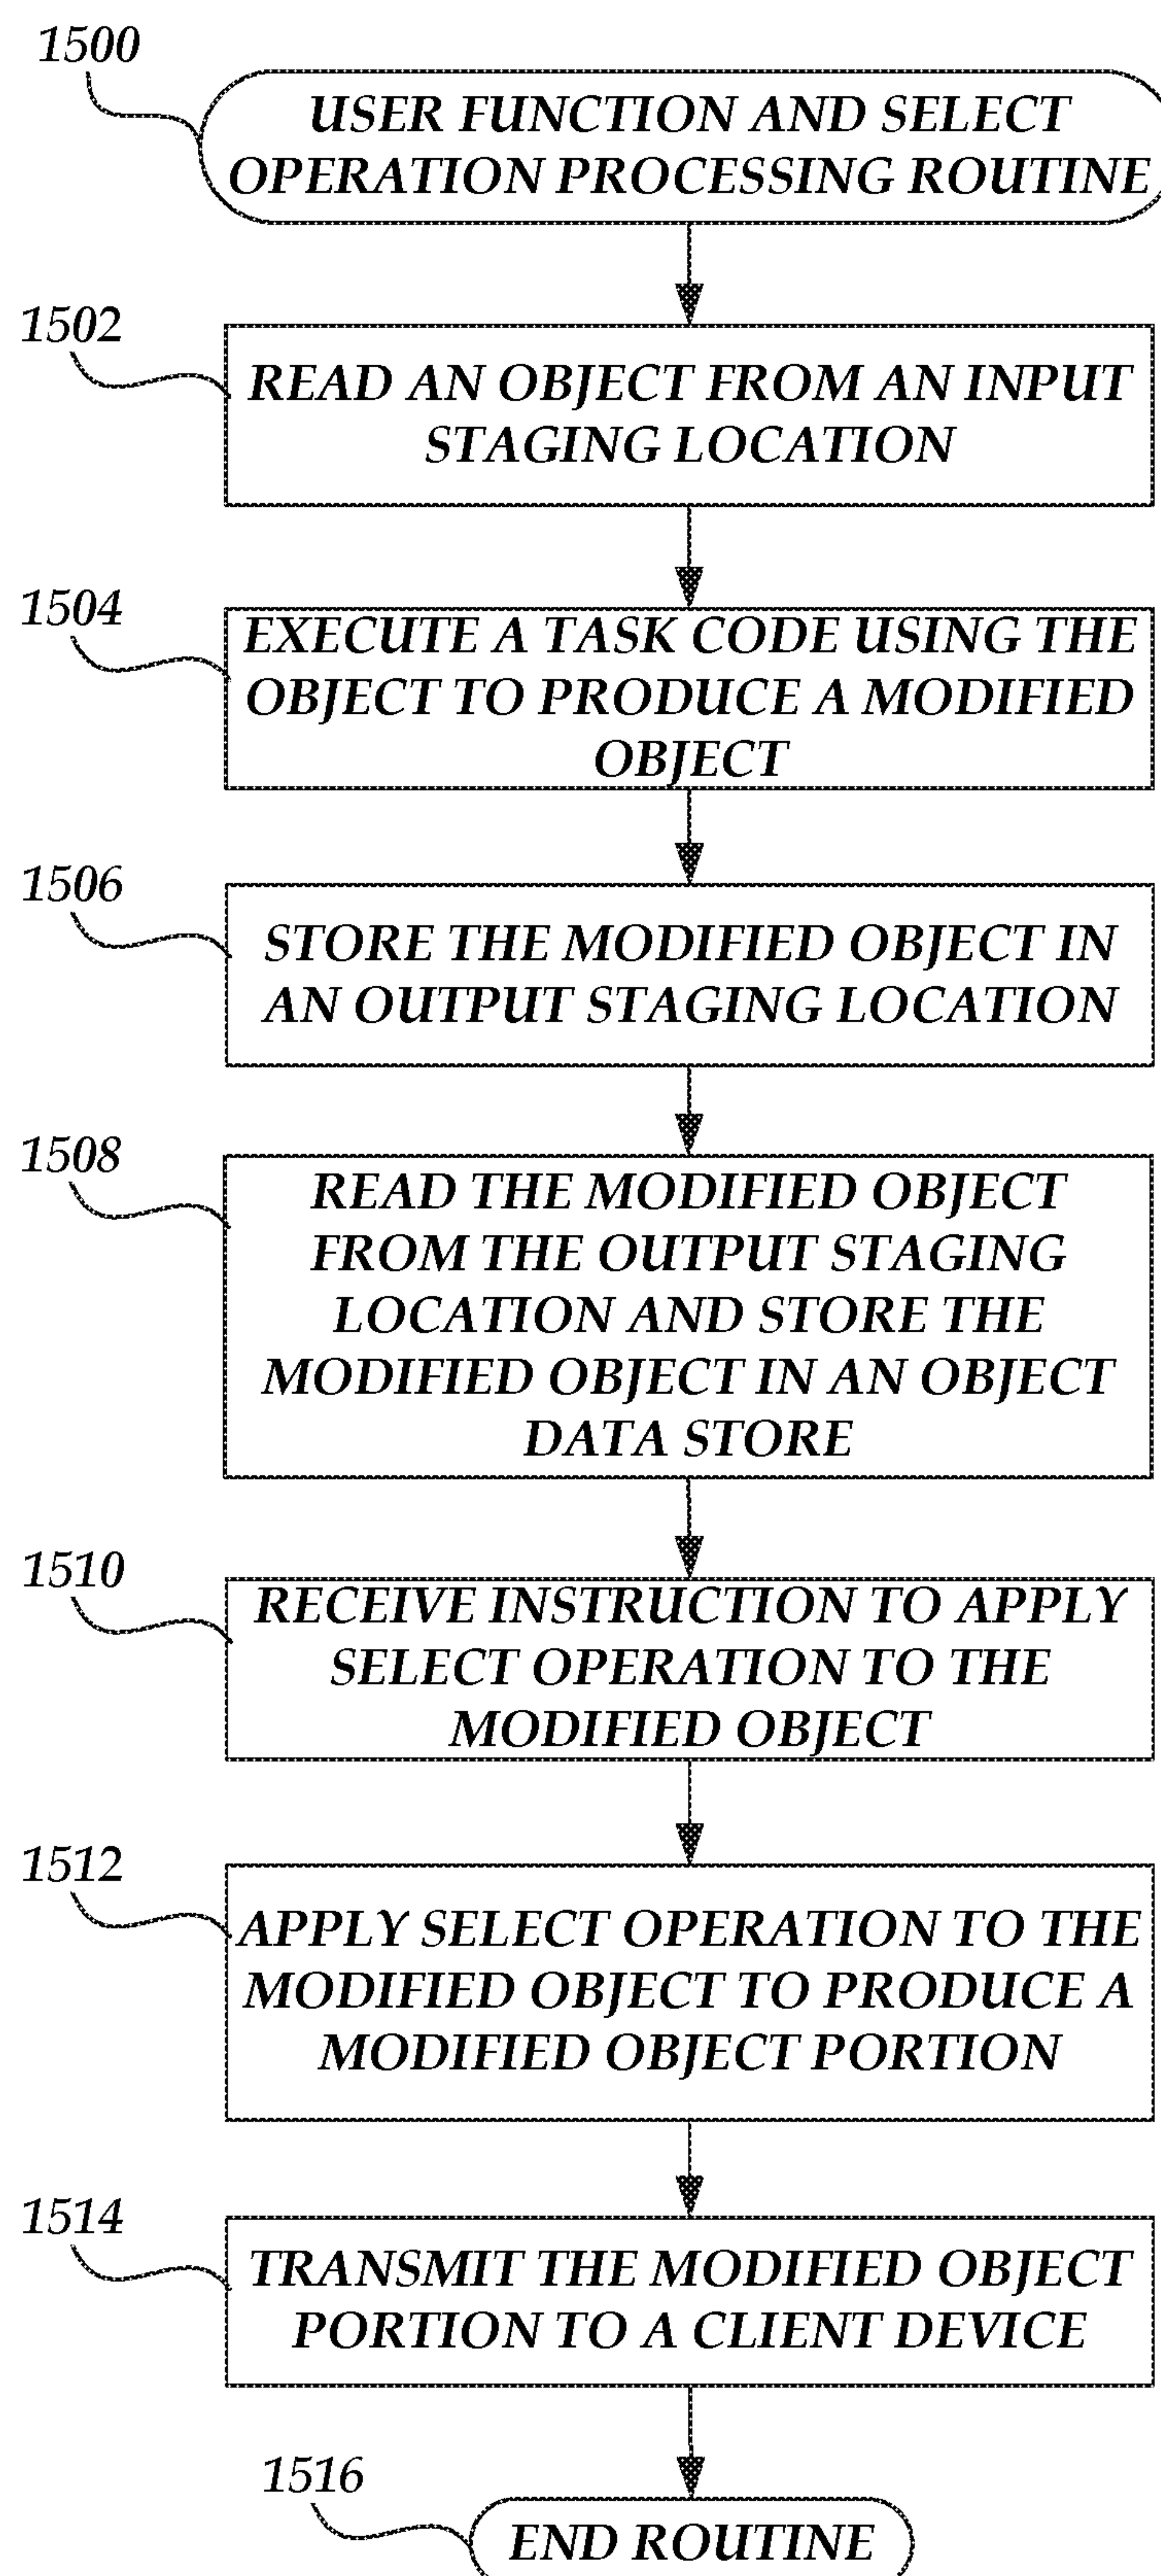 1500
USER FUNCTION AND SELECT
OPERATION PROCESSING ROUTINE
1502
READ AN OBJECT FROM AN INPUT
STAGING LOCATION
1504
EXECUTE A TASK CODE USING THE
OBJECT TO PRODUCE A MODIFIED
OBJECT
1506
STORE THE MODIFIED OBJECT IN
AN OUTPUT STAGING LOCATION
1508
READ THE MODIFIED OBJECT
FROM THE OUTPUT STAGING
LOCATION AND STORE THE
MODIFIED OBJECT IN AN OBJECT
DATA STORE
1510
RECEIVE INSTRUCTION TO APPLY
SELECT OPERATION TO THE
MODIFIED OBJECT
1512
APPLY SELECT OPERATION TO THE
MODIFIED OBJECT TO PRODUCE A
MODIFIED OBJECT PORTION
1514
TRANSMIT THE MODIFIED OBJECT
PORTION TO A CLIENT DEVICE
1516
END ROUTINE